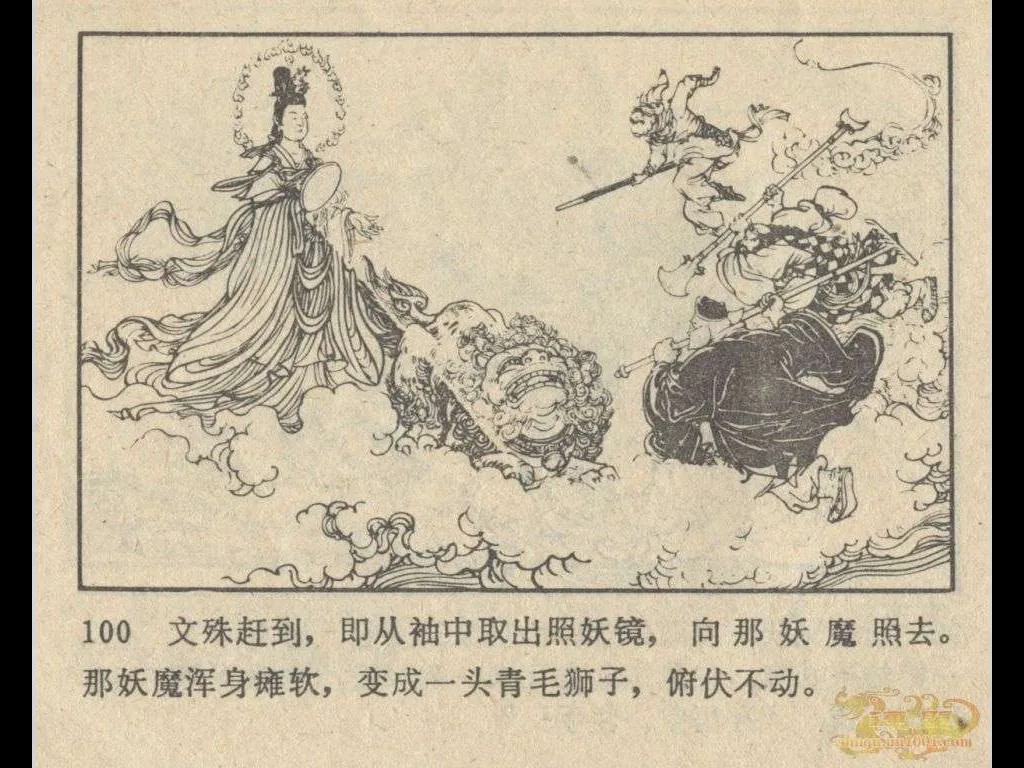 100 文殊赶到，即从袖中取出照妖镜，向那妖魔照去。
那妖魔浑身瘫软，变成一头青毛狮子，俯伏不动。